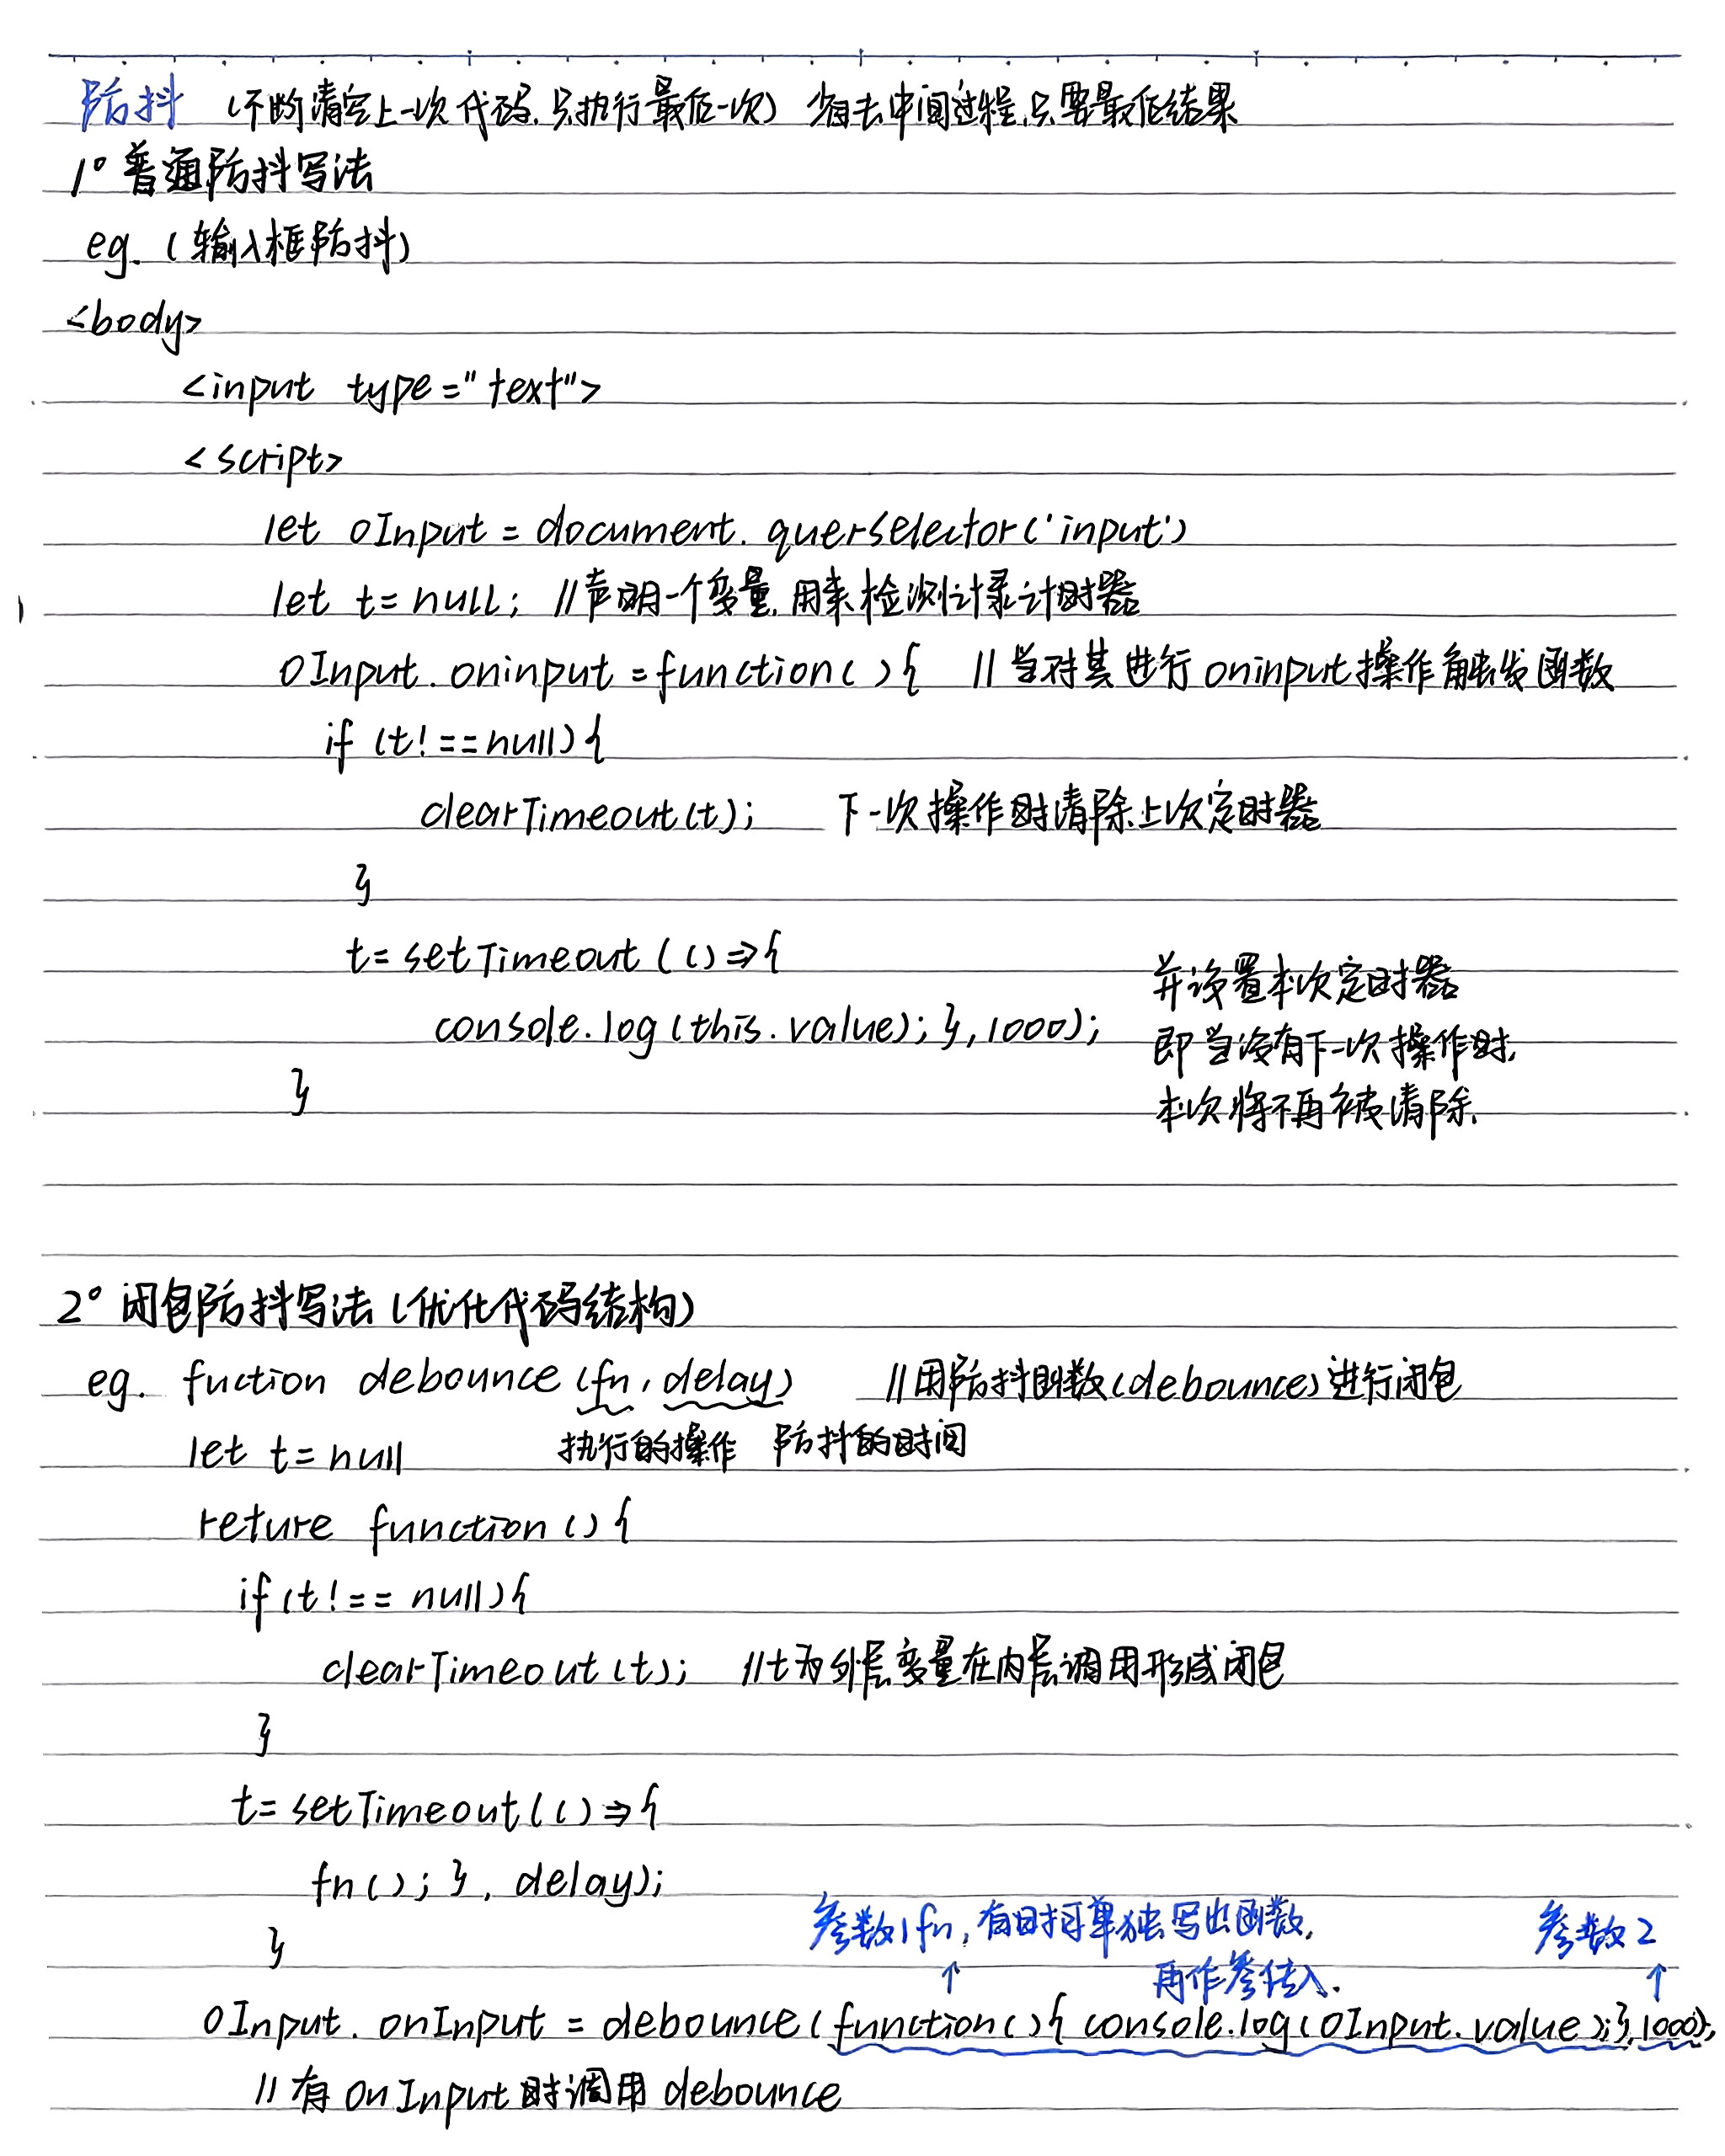 防抖 (不断清空上一次代码,只执行最后一次) 省去中间过程,只要最后结果
1° 普通防抖写法
eg. (输入框防抖)
<body>
<input type="text">
<script>
let oInput = document. querSelector('input')
let t = null; //声明一个变量,用来检测计录计时器
oInput. oninput = function( ){ // 当对其进行 oninput 操作触发函数
if (t! == null) {
clearTimeout(t); 下一次操作时清除上次定时器
}
t= setTimeout ( () => {
console.log (this. value); }, 1000);
并设置本次定时器
即当没有下一次操作时,
本次将不再被清除.
}
2° 闭包防抖写法 (优化代码结构)
eg. fuction debounce (fn, delay) //用防抖函数(debounce)进行闭包
let t = null 执行的操作 防抖的时间
reture function () {
if (t! == null) {
clearTimeout (t); //t为外层变量在内层调用形成闭包
}
t= setTimeout( () => {
fn( ); }, delay);
}
参数1 fn, 有时可单独写出函数, 再作参传入. 参数2
↑ ↑
oInput. onInput = debounce (function( ){ console.log (oInput. value);}, 1000);
// 有 onInput 时调用 debounce